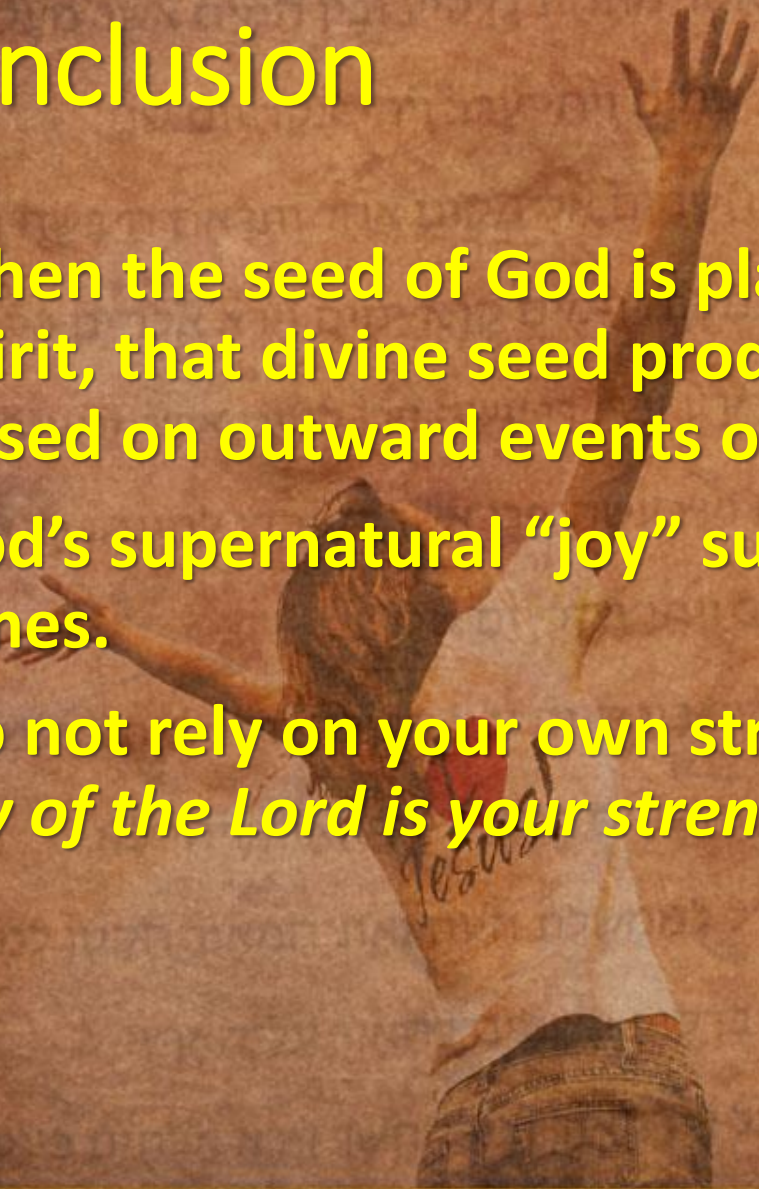 nclusion
hen the seed of God is pla
irit, that divine seed prod
sed on outward events o
od’s supernatural “joy” su
nes.
o not rely on your own str
y of the Lord is your stren
Jesus!